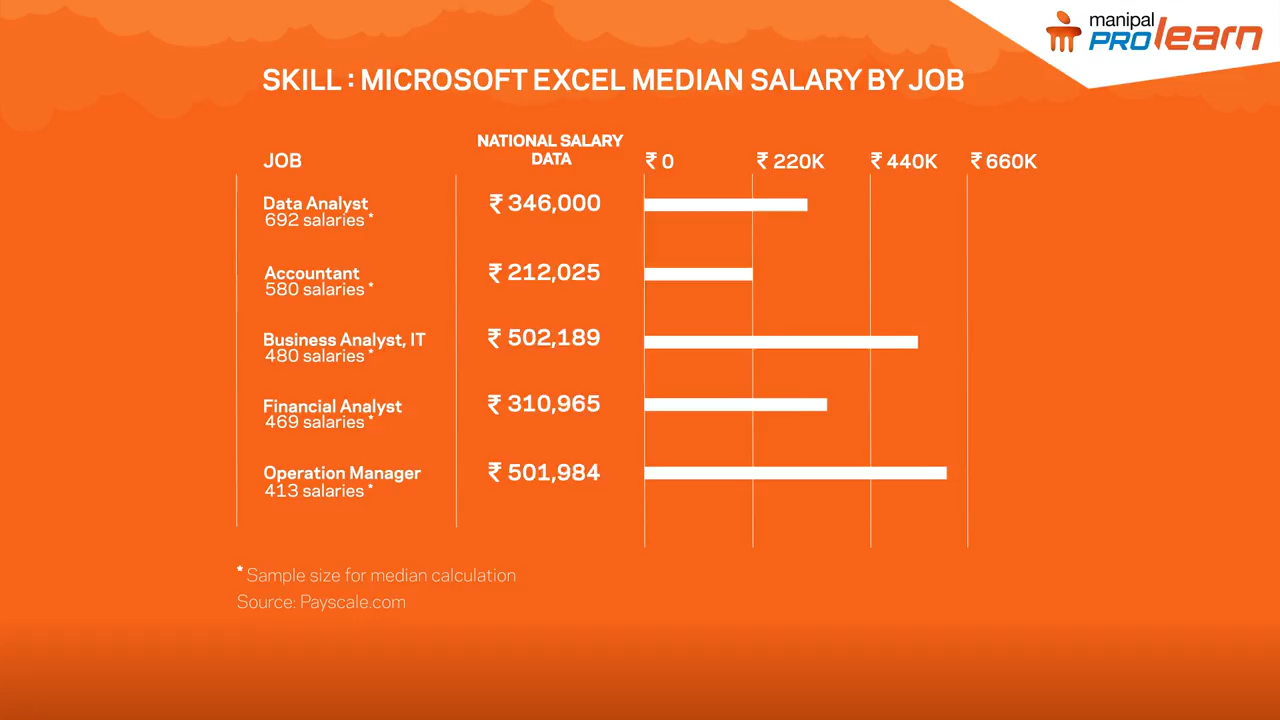 manipal
PROlearn
SKILL : MICROSOFT EXCEL MEDIAN SALARY BY JOB
JOB
NATIONAL SALARY
DATA
₹ 0
₹ 220K
₹ 440K
₹ 660K
Data Analyst
692 salaries *
₹ 346,000
Accountant
580 salaries *
₹ 212,025
Business Analyst, IT
480 salaries *
₹ 502,189
Financial Analyst
469 salaries *
₹ 310,965
Operation Manager
413 salaries *
₹ 501,984
* Sample size for median calculation
Source: Payscale.com